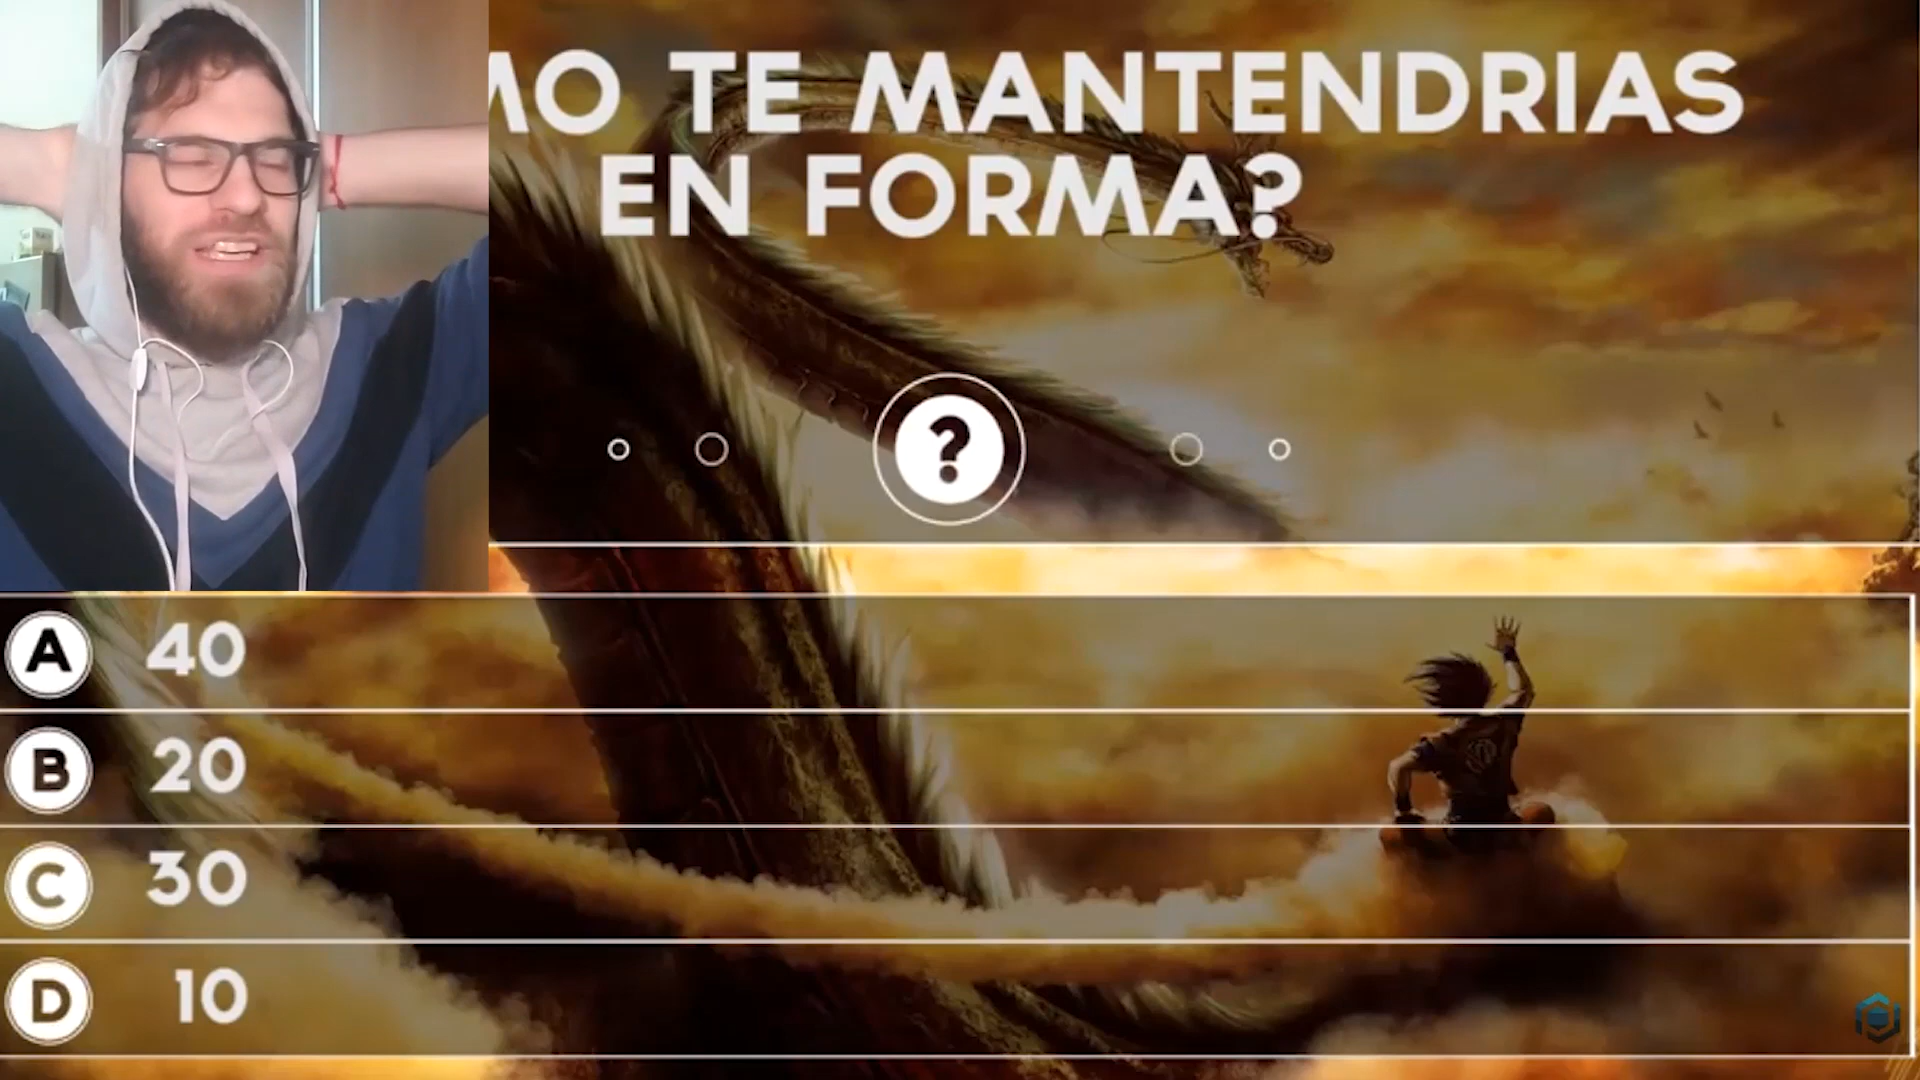 MO TE MANTENDRIAS
EN FORMA?
?
A 40
B 20
C 30
D 10